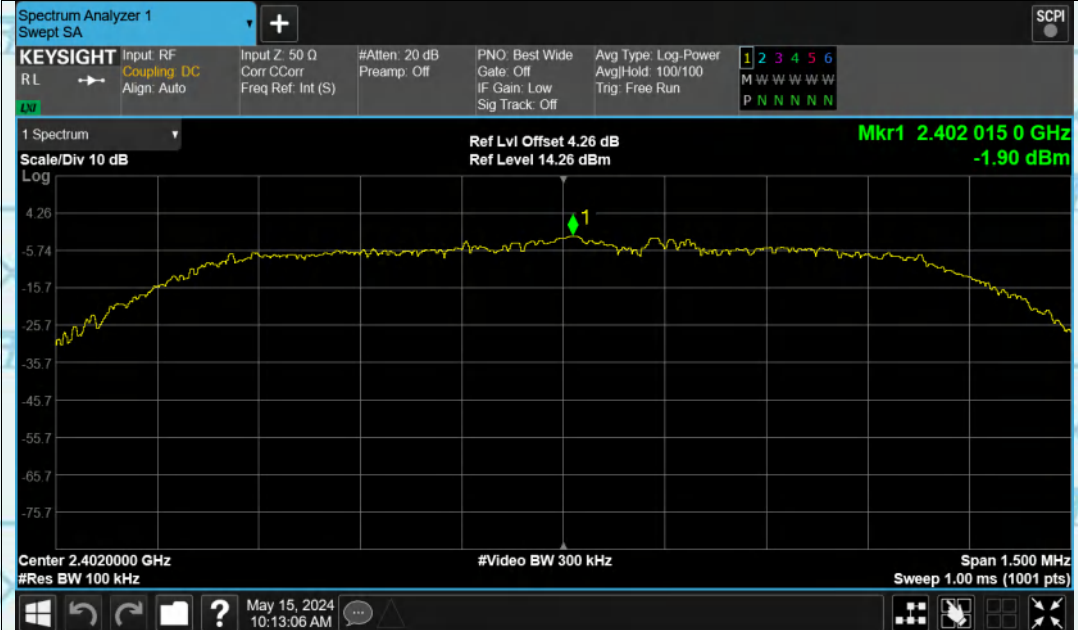 Spectrum Analyzer 1
Swept SA
+
SCPI
KEYSIGHT Input: RF Input Z: 50 Ω #Atten: 20 dB PNO: Best Wide Avg Type: Log-Power 1 2 3 4 5 6
RL Coupling: DC Corr CCorr Preamp: Off Gate: Off Avg|Hold: 100/100 M W W W W W
Align: Auto Freq Ref: Int (S) IF Gain: Low Trig: Free Run P N N N N N
LNI Sig Track: Off
1 Spectrum
Ref Lvl Offset 4.26 dB Mkr1 2.402 015 0 GHz
Scale/Div 10 dB Ref Level 14.26 dBm -1.90 dBm
Log
4.26
1
-5.74
-15.7
-25.7
-35.7
-45.7
-55.7
-65.7
-75.7
Center 2.4020000 GHz #Video BW 300 kHz Span 1.500 MHz
#Res BW 100 kHz Sweep 1.00 ms (1001 pts)
? May 15, 2024
10:13:06 AM